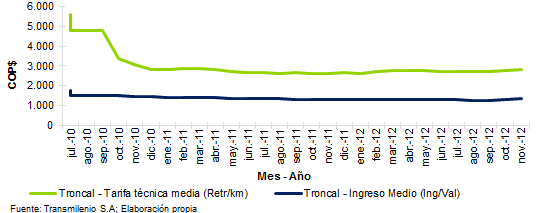 6.000
5.000
4.000
3.000
2.000
1.000
0
COP$
jul.-10
ago.-10
sep.-10
oct.-10
nov.-10
dic.-10
ene.-11
feb.-11
mar.-11
abr.-11
may.-11
jun.-11
jul.-11
ago.-11
sep.-11
oct.-11
nov.-11
dic.-11
ene.-12
feb.-12
mar.-12
abr.-12
may.-12
jun.-12
jul.-12
ago.-12
sep.-12
oct.-12
nov.-12
Mes - Año
Troncal - Tarifa técnica media (Retr/km)
Troncal - Ingreso Medio (Ing/Val)
Fuente: Transmilenio S.A; Elaboración propia